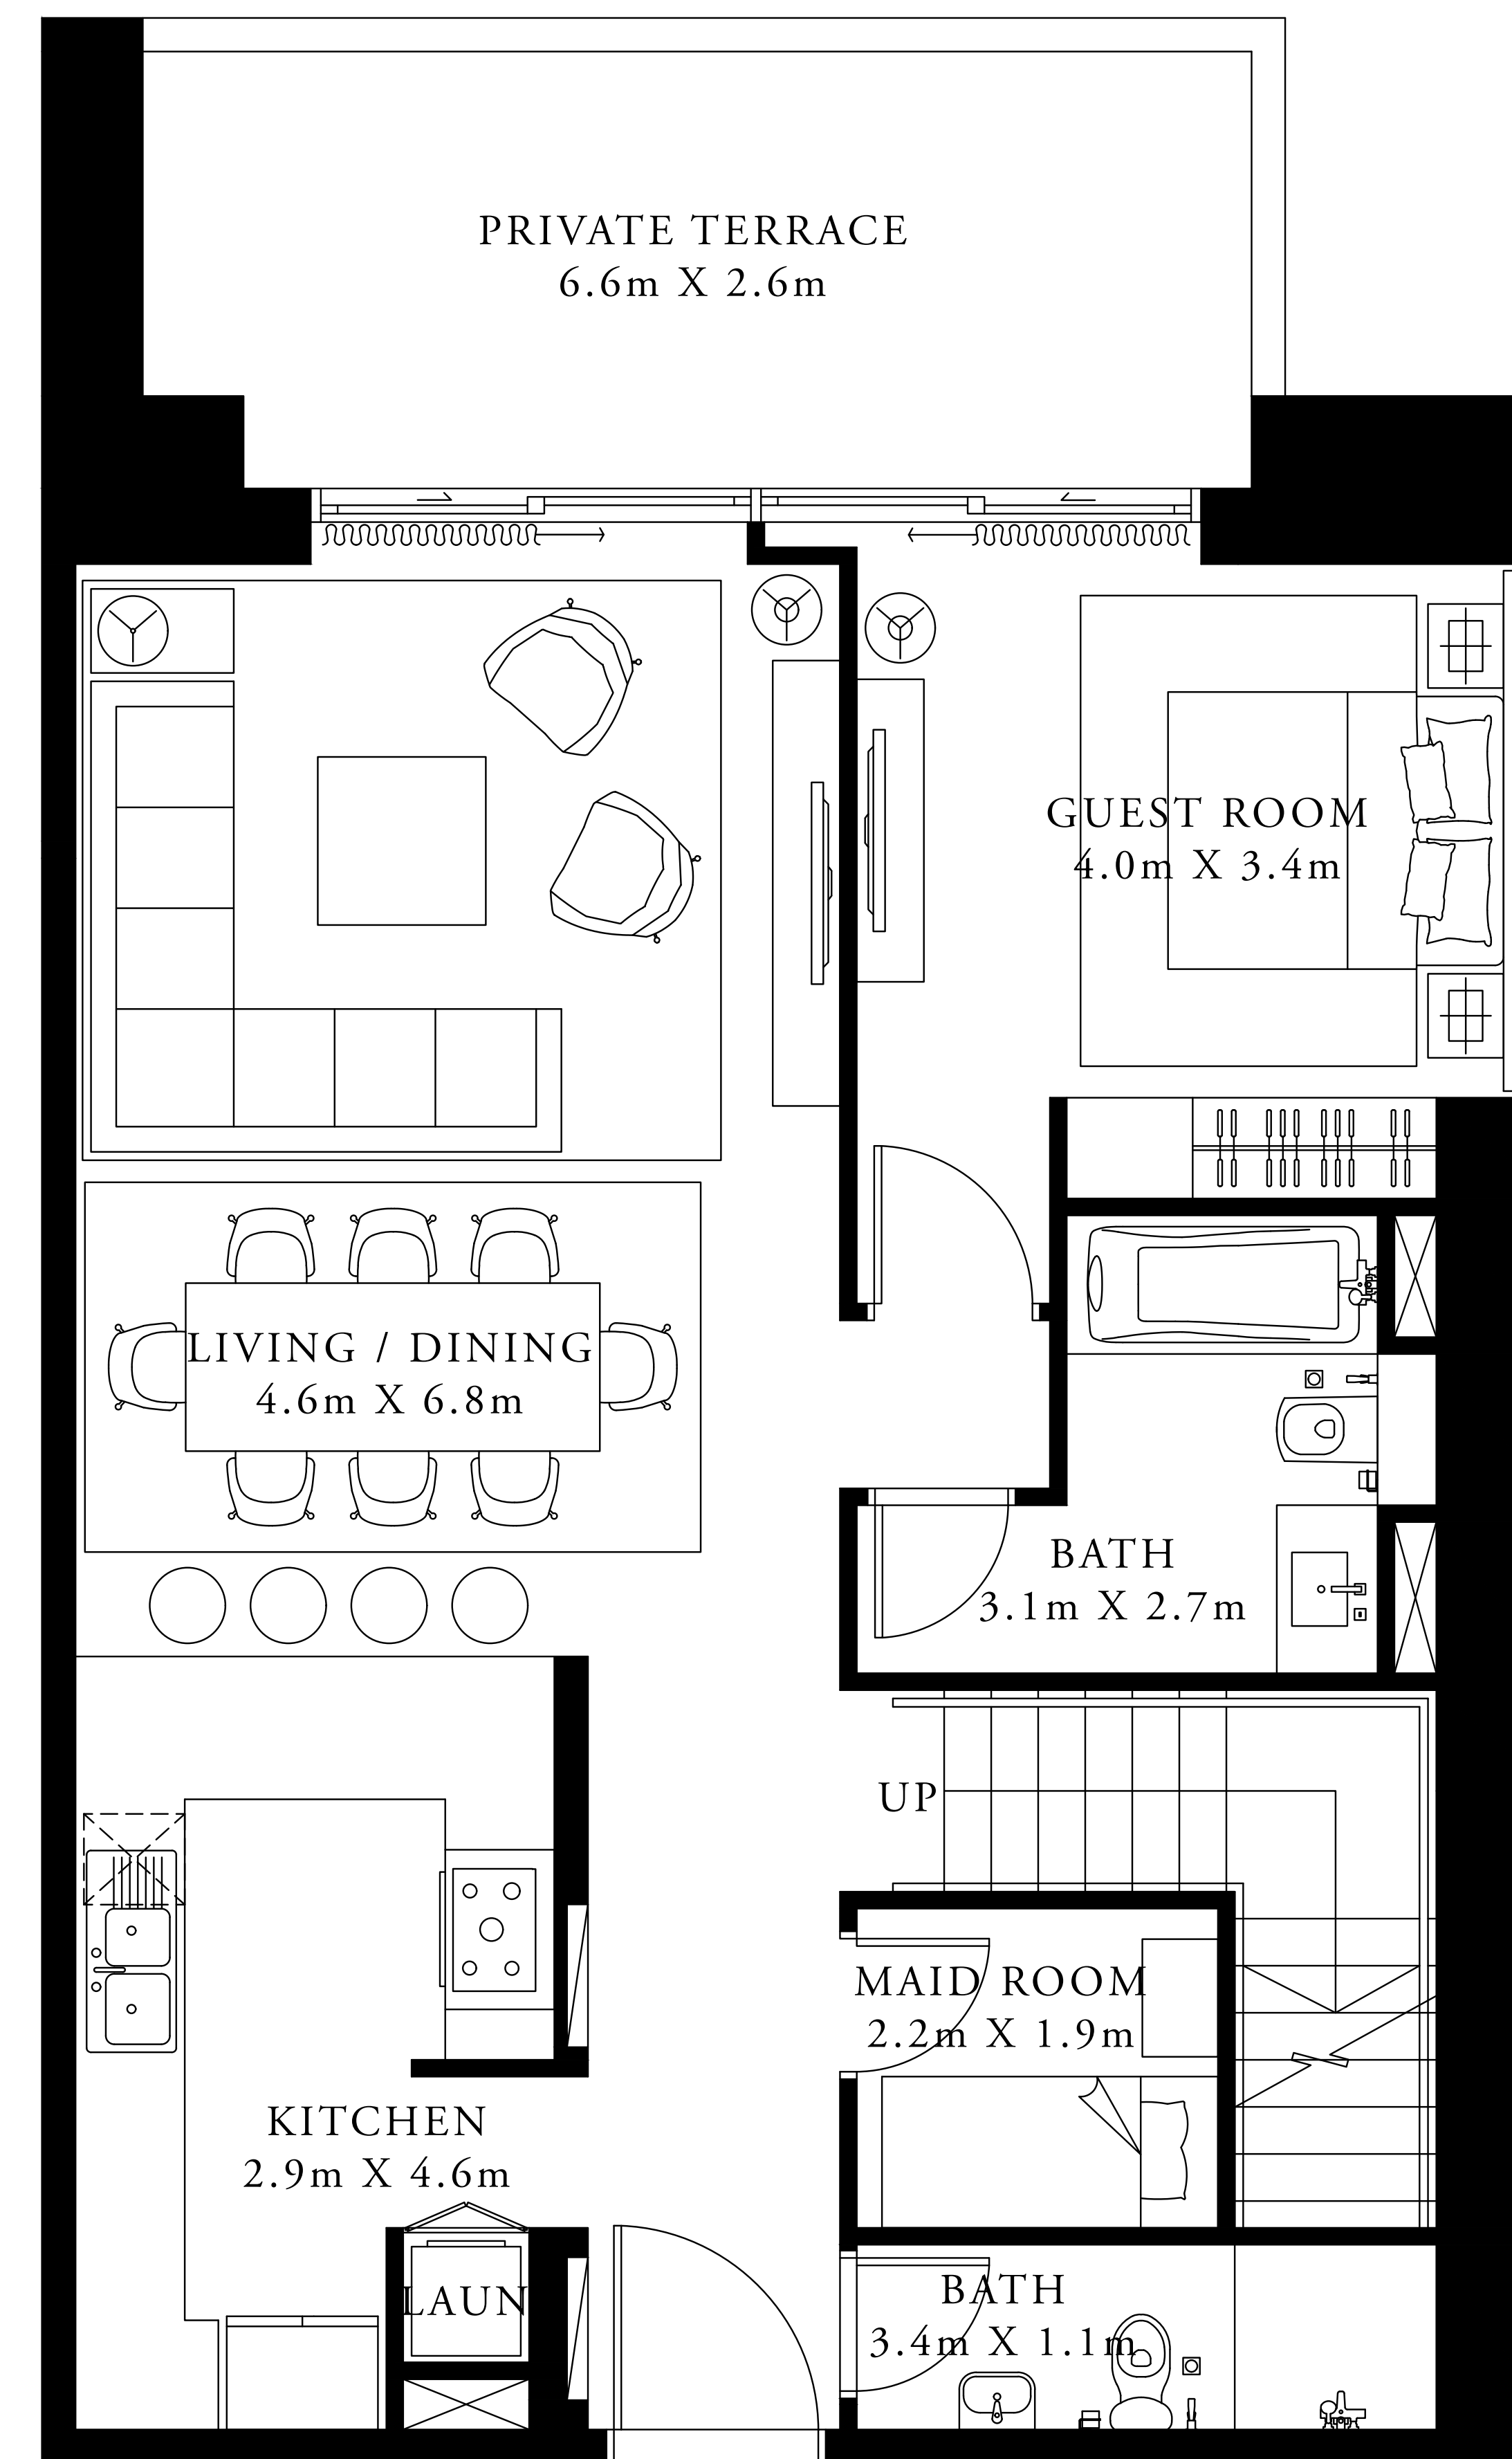 PRIVATE TERRACE
6.6m X 2.6m
GUEST ROOM
4.0m X 3.4m
LIVING / DINING
4.6m X 6.8m
BATH
3.1m X 2.7m
UP
MAID ROOM
2.2m X 1.9m
KITCHEN
2.9m X 4.6m
LAUN
BATH
3.4m X 1.1m